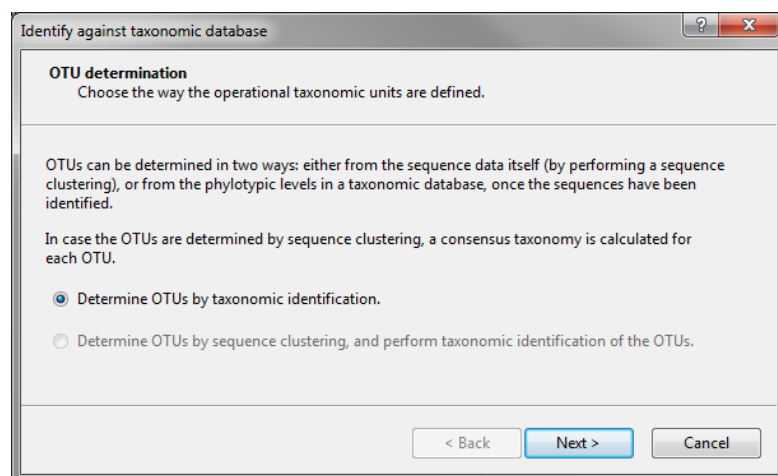 Identify against taxonomic database
?
X
OTU determination
Choose the way the operational taxonomic units are defined.
OTUs can be determined in two ways: either from the sequence data itself (by performing a sequence
clustering), or from the phylotypic levels in a taxonomic database, once the sequences have been
identified.
In case the OTUs are determined by sequence clustering, a consensus taxonomy is calculated for
each OTU.
Determine OTUs by taxonomic identification.
Determine OTUs by sequence clustering, and perform taxonomic identification of the OTUs.
< Back
Next >
Cancel